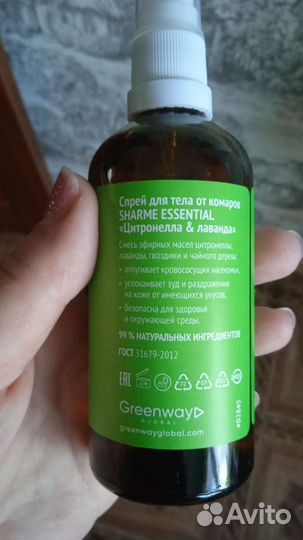 Спрей для тела от комаров
SHARME ESSENTIAL
«Цитронелла & лаванда»
Смесь эфирных масел цитронеллы,
лаванды, гвоздики и чайного дерева:
• отпугивает кровососущих насекомых,
• успокаивает зуд и раздражения
на коже от имеющихся укусов,
• безопасна для здоровья
и окружающей среды.
99 % НАТУРАЛЬНЫХ ИНГРЕДИЕНТОВ
ГОСТ 31679-2012
EAC
Greenway
GLOBAL
greenwayglobal.com
#02845
Avito